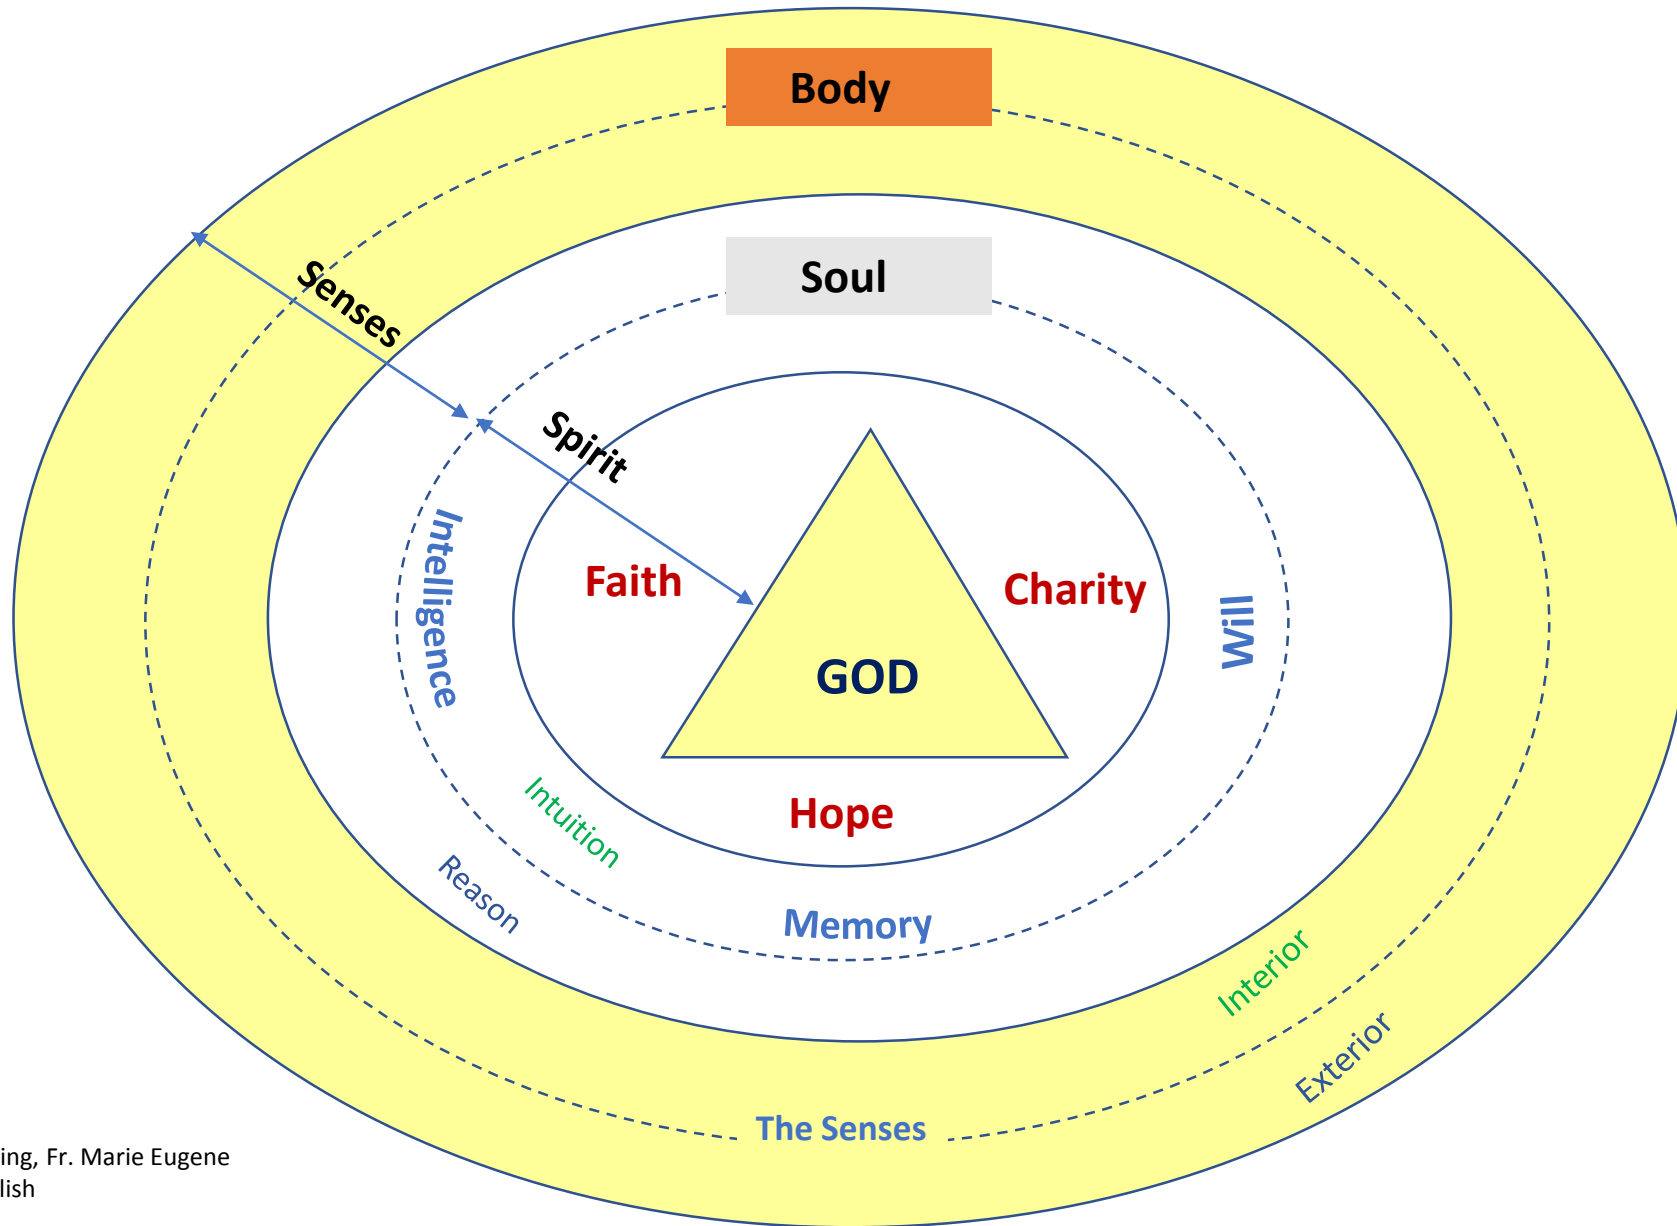 Body
Soul
Senses
Spirit
Intelligence
Faith
Charity
Will
GOD
Intuition
Hope
Reason
Memory
Interior
Exterior
The Senses
ing, Fr. Marie Eugene
lish